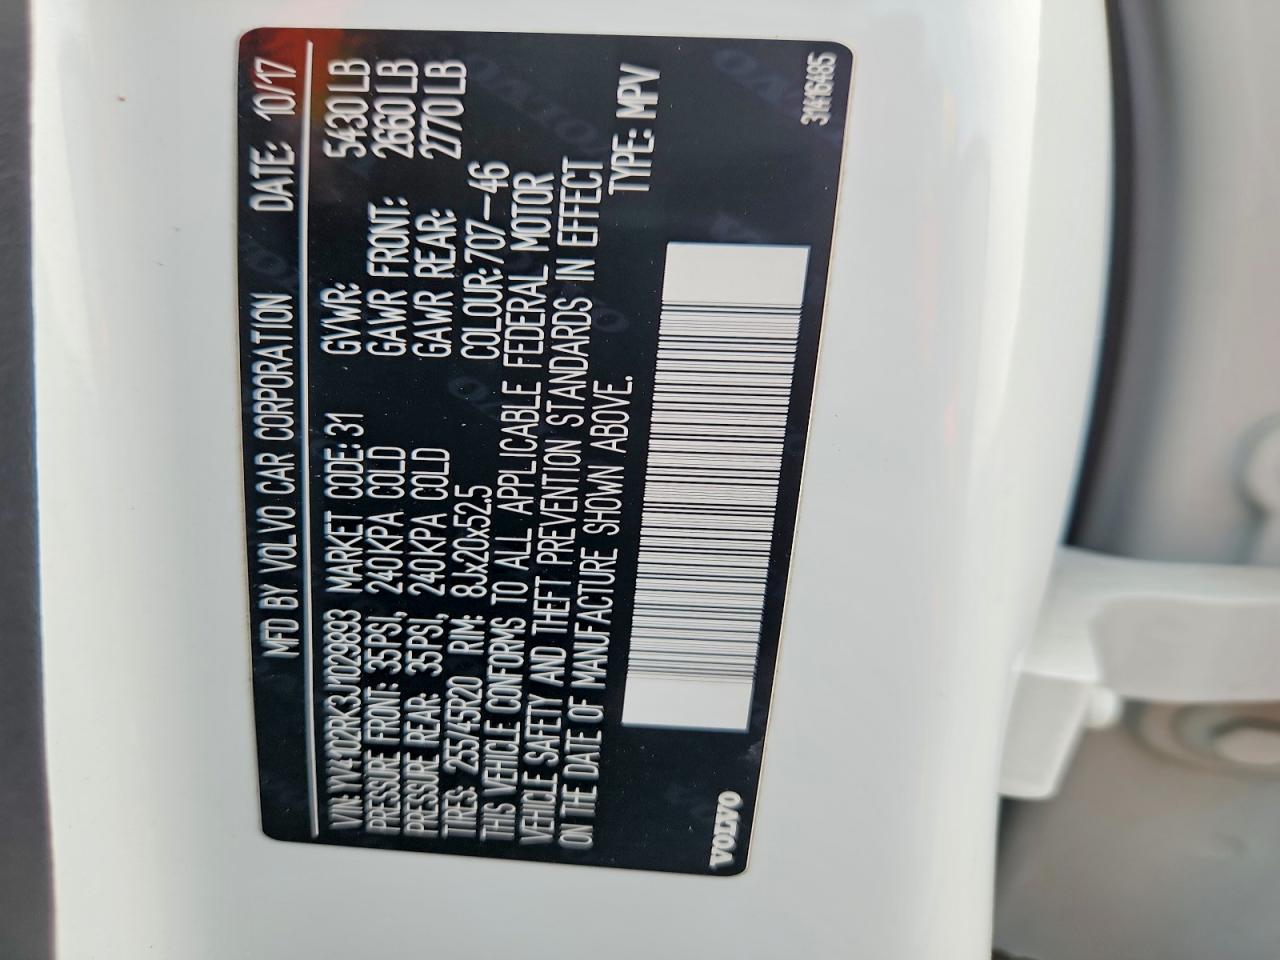 MFD BY VOLVO CAR CORPORATION DATE: 10/17
VIN: YV4102RK3J1029893 MARKET CODE: 31 GVWR: 5430 LB
PRESSURE FRONT: 35PSI, 240KPA COLD GAWR FRONT: 2660 LB
PRESSURE REAR: 35PSI, 240KPA COLD GAWR REAR: 2770 LB
TIRES: 255/45R20 RIM: 8Jx20x52.5 COLOUR: 707-46
THIS VEHICLE CONFORMS TO ALL APPLICABLE FEDERAL MOTOR
VEHICLE SAFETY AND THEFT PREVENTION STANDARDS IN EFFECT
ON THE DATE OF MANUFACTURE SHOWN ABOVE.
TYPE: MPV
VOLVO
31416485